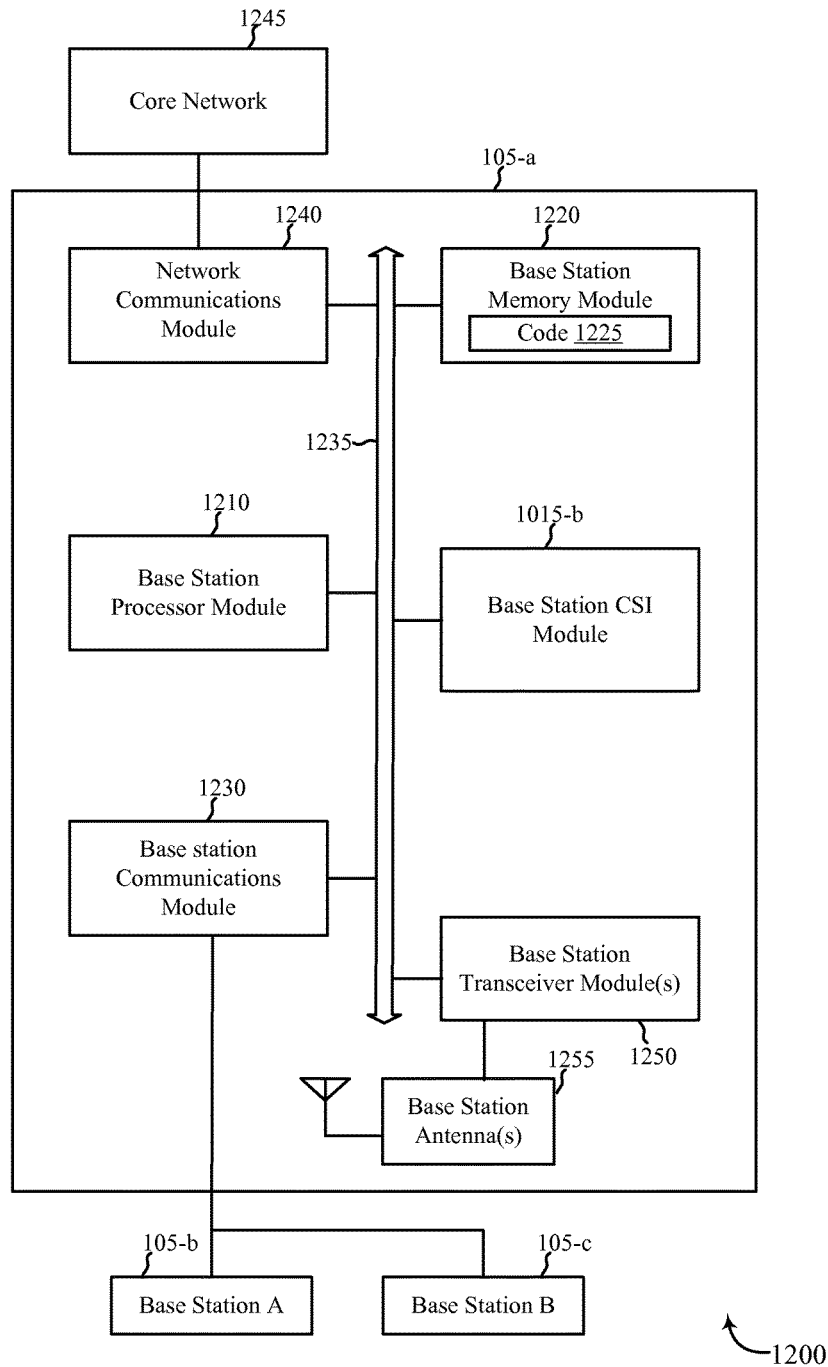 1245
Core Network
105-a
1240
Network
Communications
Module
1220
Base Station
Memory Module
Code 1225
1235
1210
Base Station
Processor Module
1015-b
Base Station CSI
Module
1230
Base station
Communications
Module
Base Station
Transceiver Module(s)
1250
1255
Base Station
Antenna(s)
105-b
Base Station A
105-c
Base Station B
1200